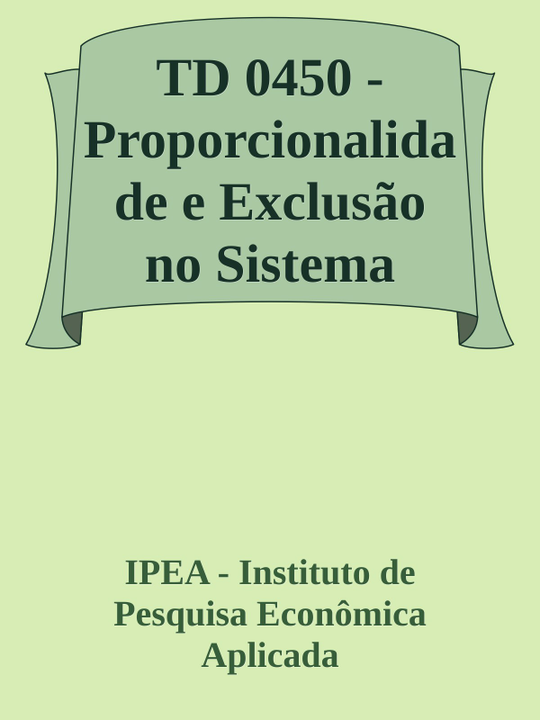 TD 0450 -
Proporcionalida
de e Exclusão
no Sistema
IPEA - Instituto de
Pesquisa Econômica
Aplicada